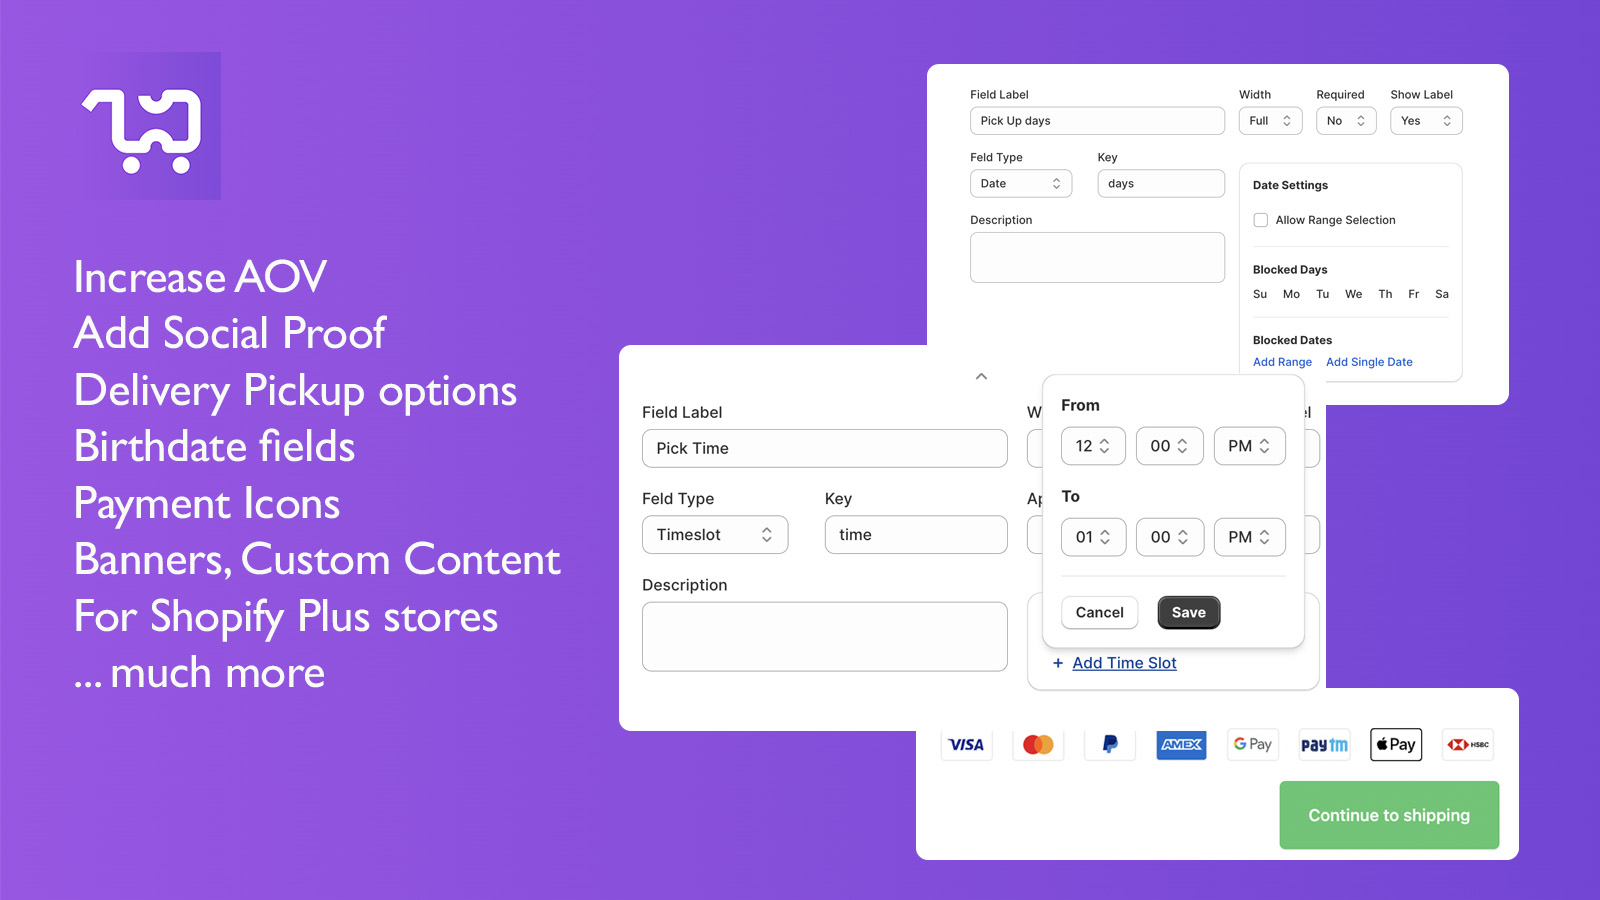 Increase AOV
Add Social Proof
Delivery Pickup options
Birthdate fields
Payment Icons
Banners, Custom Content
For Shopify Plus stores
... much more
Field Label
Width
Required
Show Label
Pick Up days
Full
No
Yes
Feld Type
Key
Date
days
Description
Date Settings
Allow Range Selection
Blocked Days
Su Mo Tu We Th Fr Sa
Blocked Dates
Add Range Add Single Date
Field Label
Pick Time
Feld Type
Key
Timeslot
time
Description
W
el
Ap
From
12 00 PM
To
01 00 PM
Cancel Save
+ Add Time Slot
VISA
AMEX
G Pay
paytm
Pay
HSBC
Continue to shipping